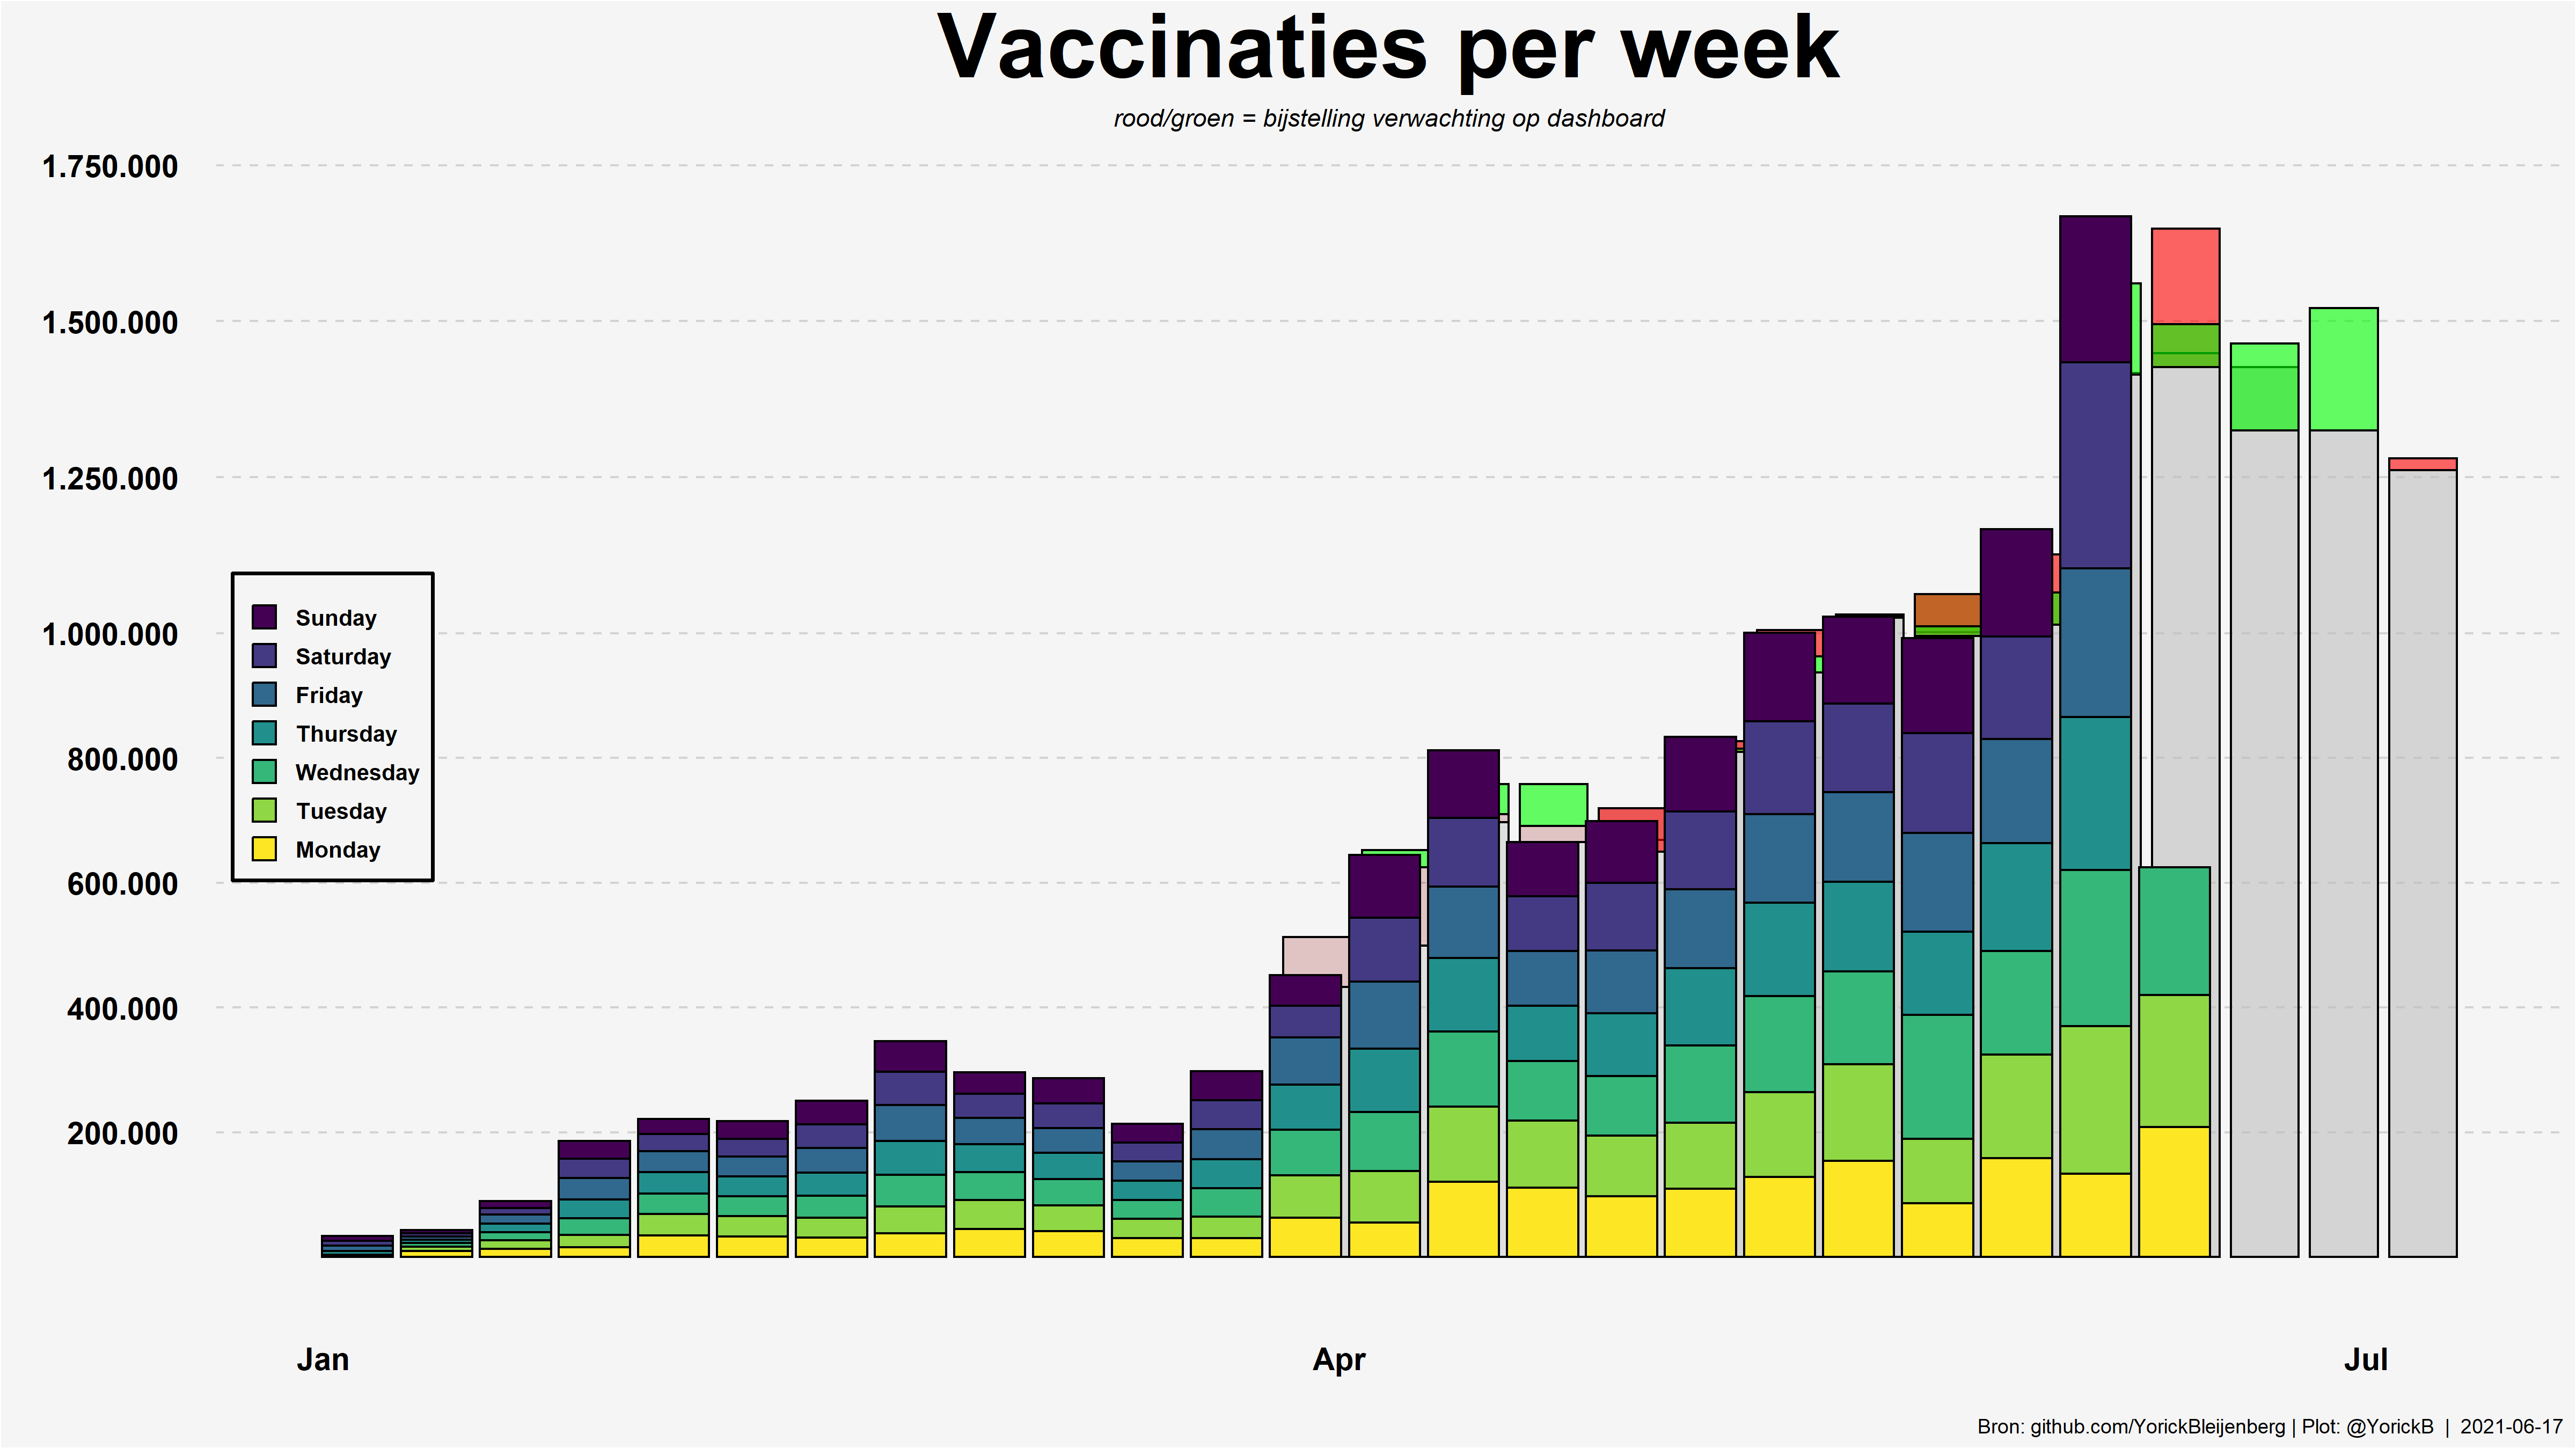 Vaccinaties per week
rood/groen = bijstelling verwachting op dashboard
1.750.000
1.500.000
1.250.000
1.000.000
800.000
600.000
400.000
200.000
Sunday
Saturday
Friday
Thursday
Wednesday
Tuesday
Monday
Jan Apr Jul
Bron: github.com/YorickBleijenberg | Plot: @YorickB | 2021-06-17